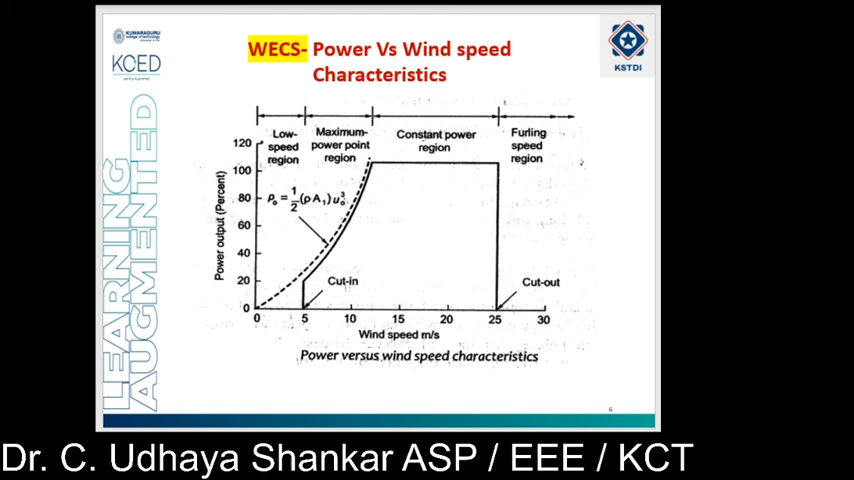 KUMARAGURU
college of technology
KCED
Learning Augmented
LEARNING
AUGMENTED
WECS- Power Vs Wind speed
Characteristics
KSTDI
Low-
speed
region
Maximum-
power point
region
Constant power
region
Furling
speed
region
Power output (Percent)
120
100
80
60
40
20
0
p₀ = 1/2 (ρ A₁) u₀³
Cut-in
Cut-out
0 5 10 15 20 25 30
Wind speed m/s
Power versus wind speed characteristics
6
Dr. C. Udhaya Shankar ASP / EEE / KCT